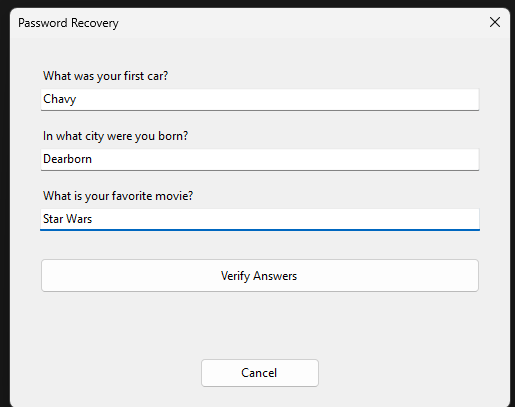 Password Recovery
What was your first car?
Chavy
In what city were you born?
Dearborn
What is your favorite movie?
Star Wars
Verify Answers
Cancel